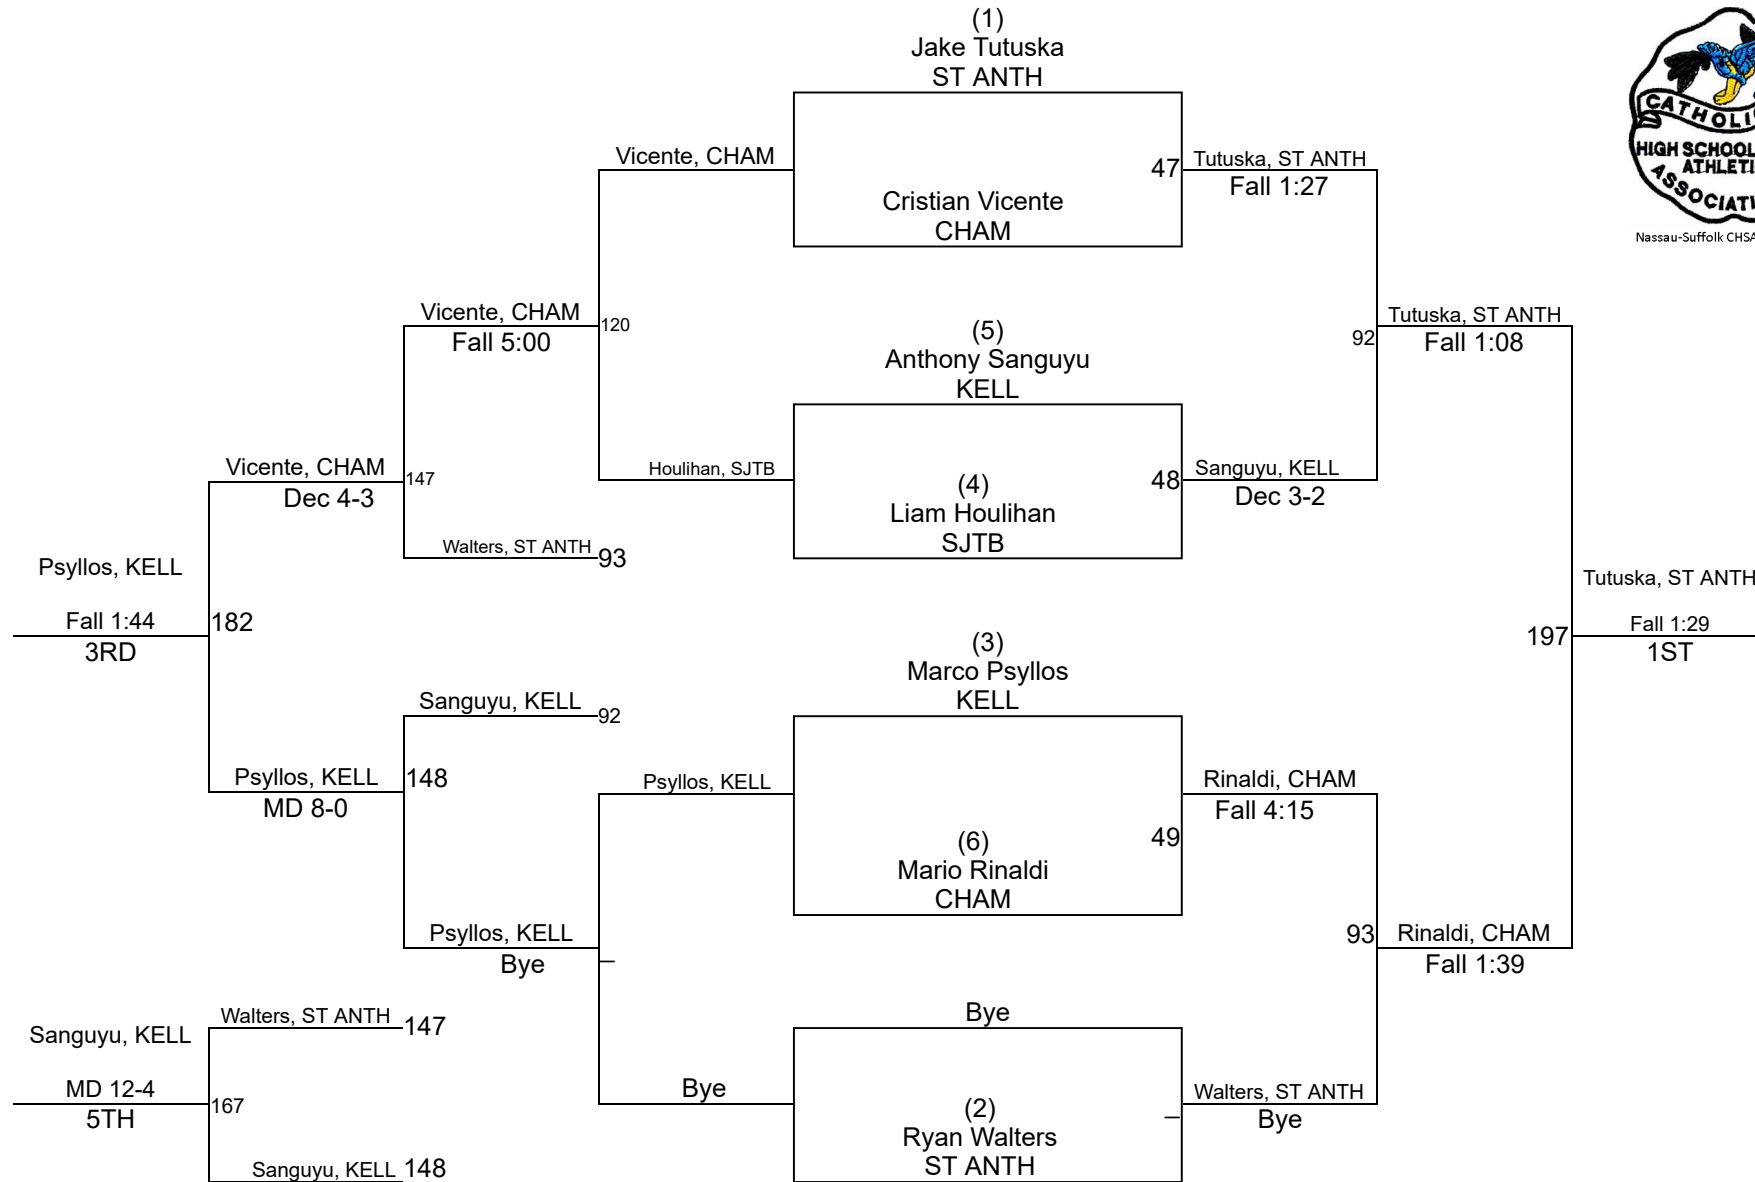 (1)
Jake Tutuska
ST ANTH
Vicente, CHAM
47
Tutuska, ST ANTH
Fall 1:27
Cristian Vicente
CHAM
CATHOLI
HIGH SCHOOL
ATHLETI
ASSOCIATI
Nassau-Suffolk CHSA
Vicente, CHAM
Fall 5:00
120
(5)
Anthony Sanguyu
KELL
92
Tutuska, ST ANTH
Fall 1:08
Vicente, CHAM
Dec 4-3
147
Houlihan, SJTB
(4)
Liam Houlihan
SJTB
48
Sanguyu, KELL
Dec 3-2
Walters, ST ANTH
93
Psyllos, KELL
Fall 1:44
3RD
182
(3)
Marco Psyllos
KELL
197
Tutuska, ST ANTH
Fall 1:29
1ST
Sanguyu, KELL
92
Psyllos, KELL
MD 8-0
148
Psyllos, KELL
Rinaldi, CHAM
Fall 4:15
49
(6)
Mario Rinaldi
CHAM
Psyllos, KELL
Bye
93
Rinaldi, CHAM
Fall 1:39
Sanguyu, KELL
MD 12-4
5TH
Walters, ST ANTH
147
167
Sanguyu, KELL
148
Bye
Bye
(2)
Ryan Walters
ST ANTH
Walters, ST ANTH
Bye